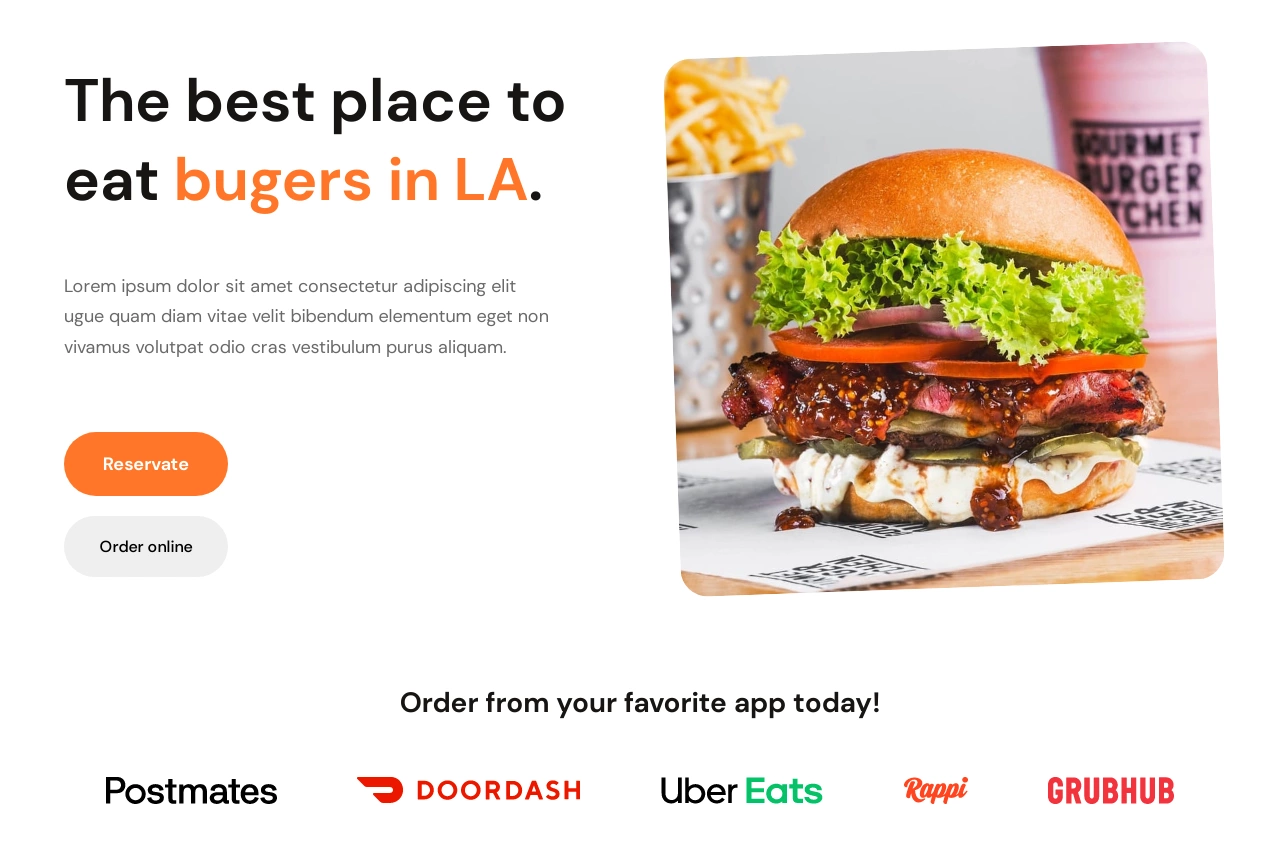 The best place to
eat bugers in LA.
Lorem ipsum dolor sit amet consectetur adipiscing elit
ugue quam diam vitae velit bibendum elementum eget non
vivamus volutpat odio cras vestibulum purus aliquam.
Reservate
Order online
GOURMET
BURGER
KITCHEN
Order from your favorite app today!
Postmates
DOORDASH
Uber Eats
Rappi
GRUBHUB